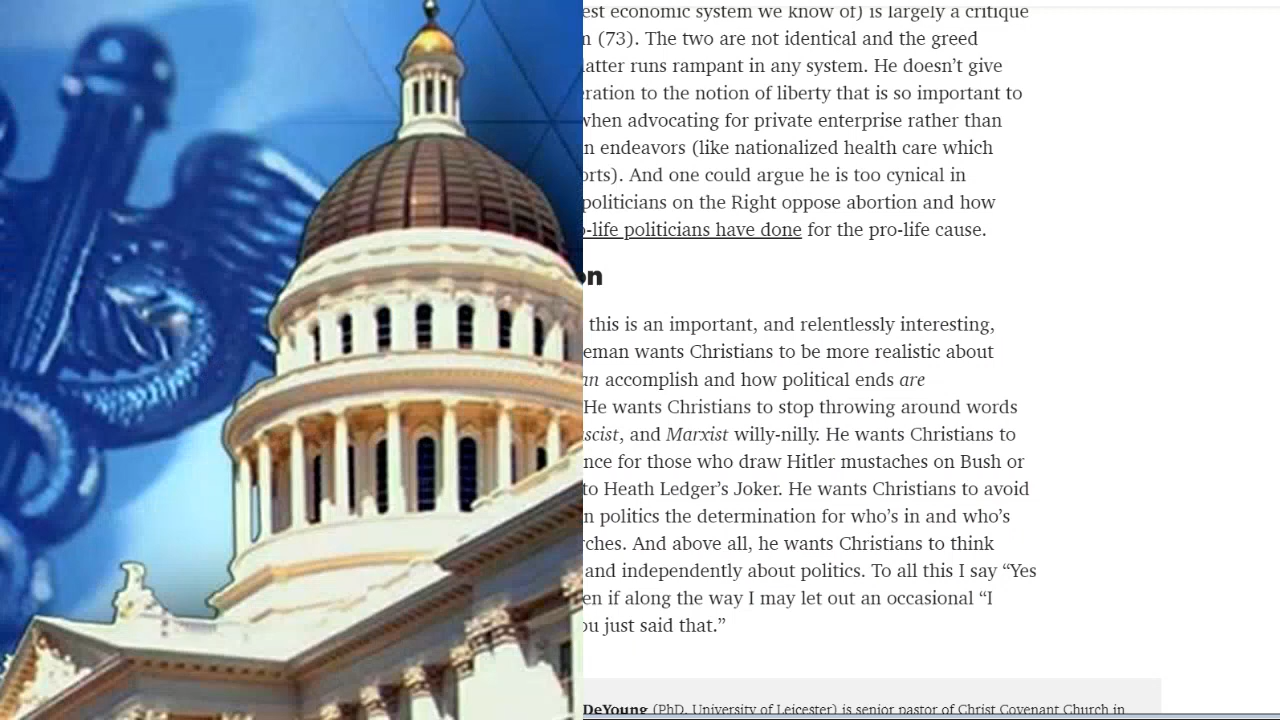 est economic system we know of) is largely a critique
(73). The two are not identical and the greed
latter runs rampant in any system. He doesn’t give
eration to the notion of liberty that is so important to
when advocating for private enterprise rather than
n endeavors (like nationalized health care which
orts). And one could argue he is too cynical in
politicians on the Right oppose abortion and how
-life politicians have done for the pro-life cause.
on
this is an important, and relentlessly interesting,
eman wants Christians to be more realistic about
an accomplish and how political ends are
He wants Christians to stop throwing around words
scist, and Marxist willy-nilly. He wants Christians to
nce for those who draw Hitler mustaches on Bush or
to Heath Ledger’s Joker. He wants Christians to avoid
n politics the determination for who’s in and who’s
rches. And above all, he wants Christians to think
and independently about politics. To all this I say “Yes
en if along the way I may let out an occasional “I
ou just said that.”
DeYoung (PhD, University of Leicester) is senior pastor of Christ Covenant Church in